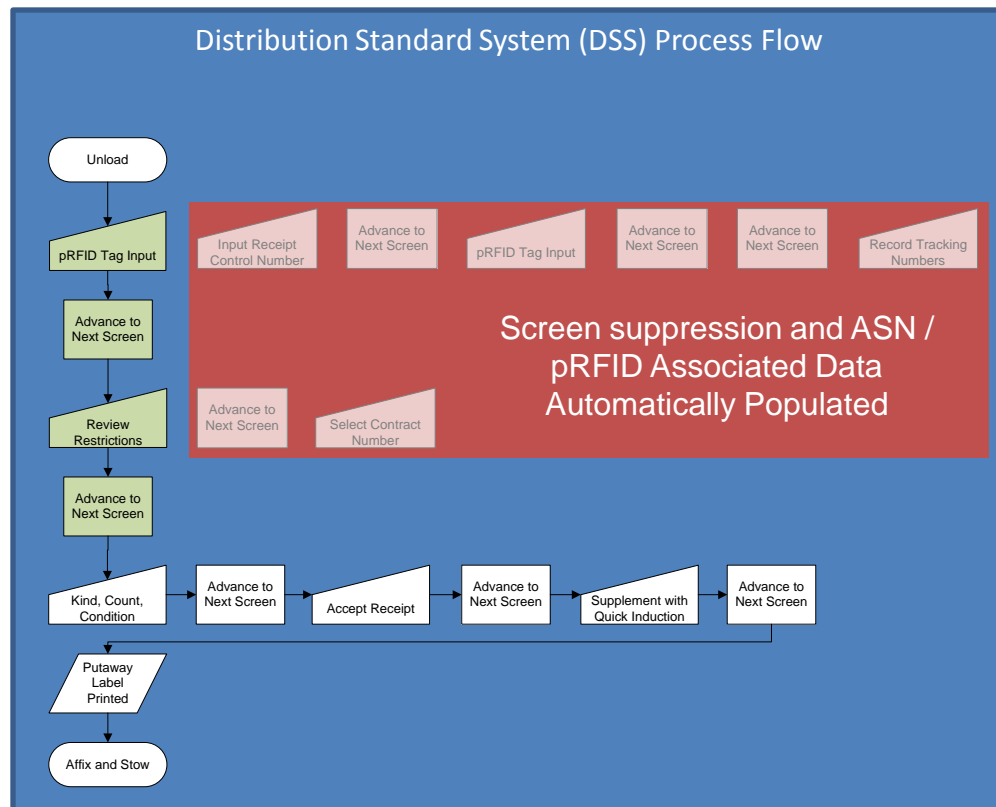 Distribution Standard System (DSS) Process Flow
Unload
pRFID Tag Input
Advance to
Next Screen
Review
Restrictions
Advance to
Next Screen
Input Receipt
Control Number
Advance to
Next Screen
pRFID Tag Input
Advance to
Next Screen
Advance to
Next Screen
Record Tracking
Numbers
Screen suppression and ASN /
pRFID Associated Data
Automatically Populated
Advance to
Next Screen
Select Contract
Number
Kind, Count,
Condition
Advance to
Next Screen
Accept Receipt
Advance to
Next Screen
Supplement with
Quick Induction
Advance to
Next Screen
Putaway
Label
Printed
Affix and Stow